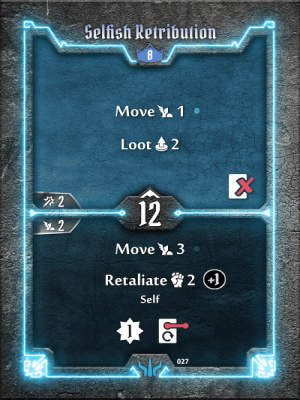 Selfish Retribution
8
Move 1
Loot 2
2
12
2
Move 3
Retaliate 2 +1
Self
1
027